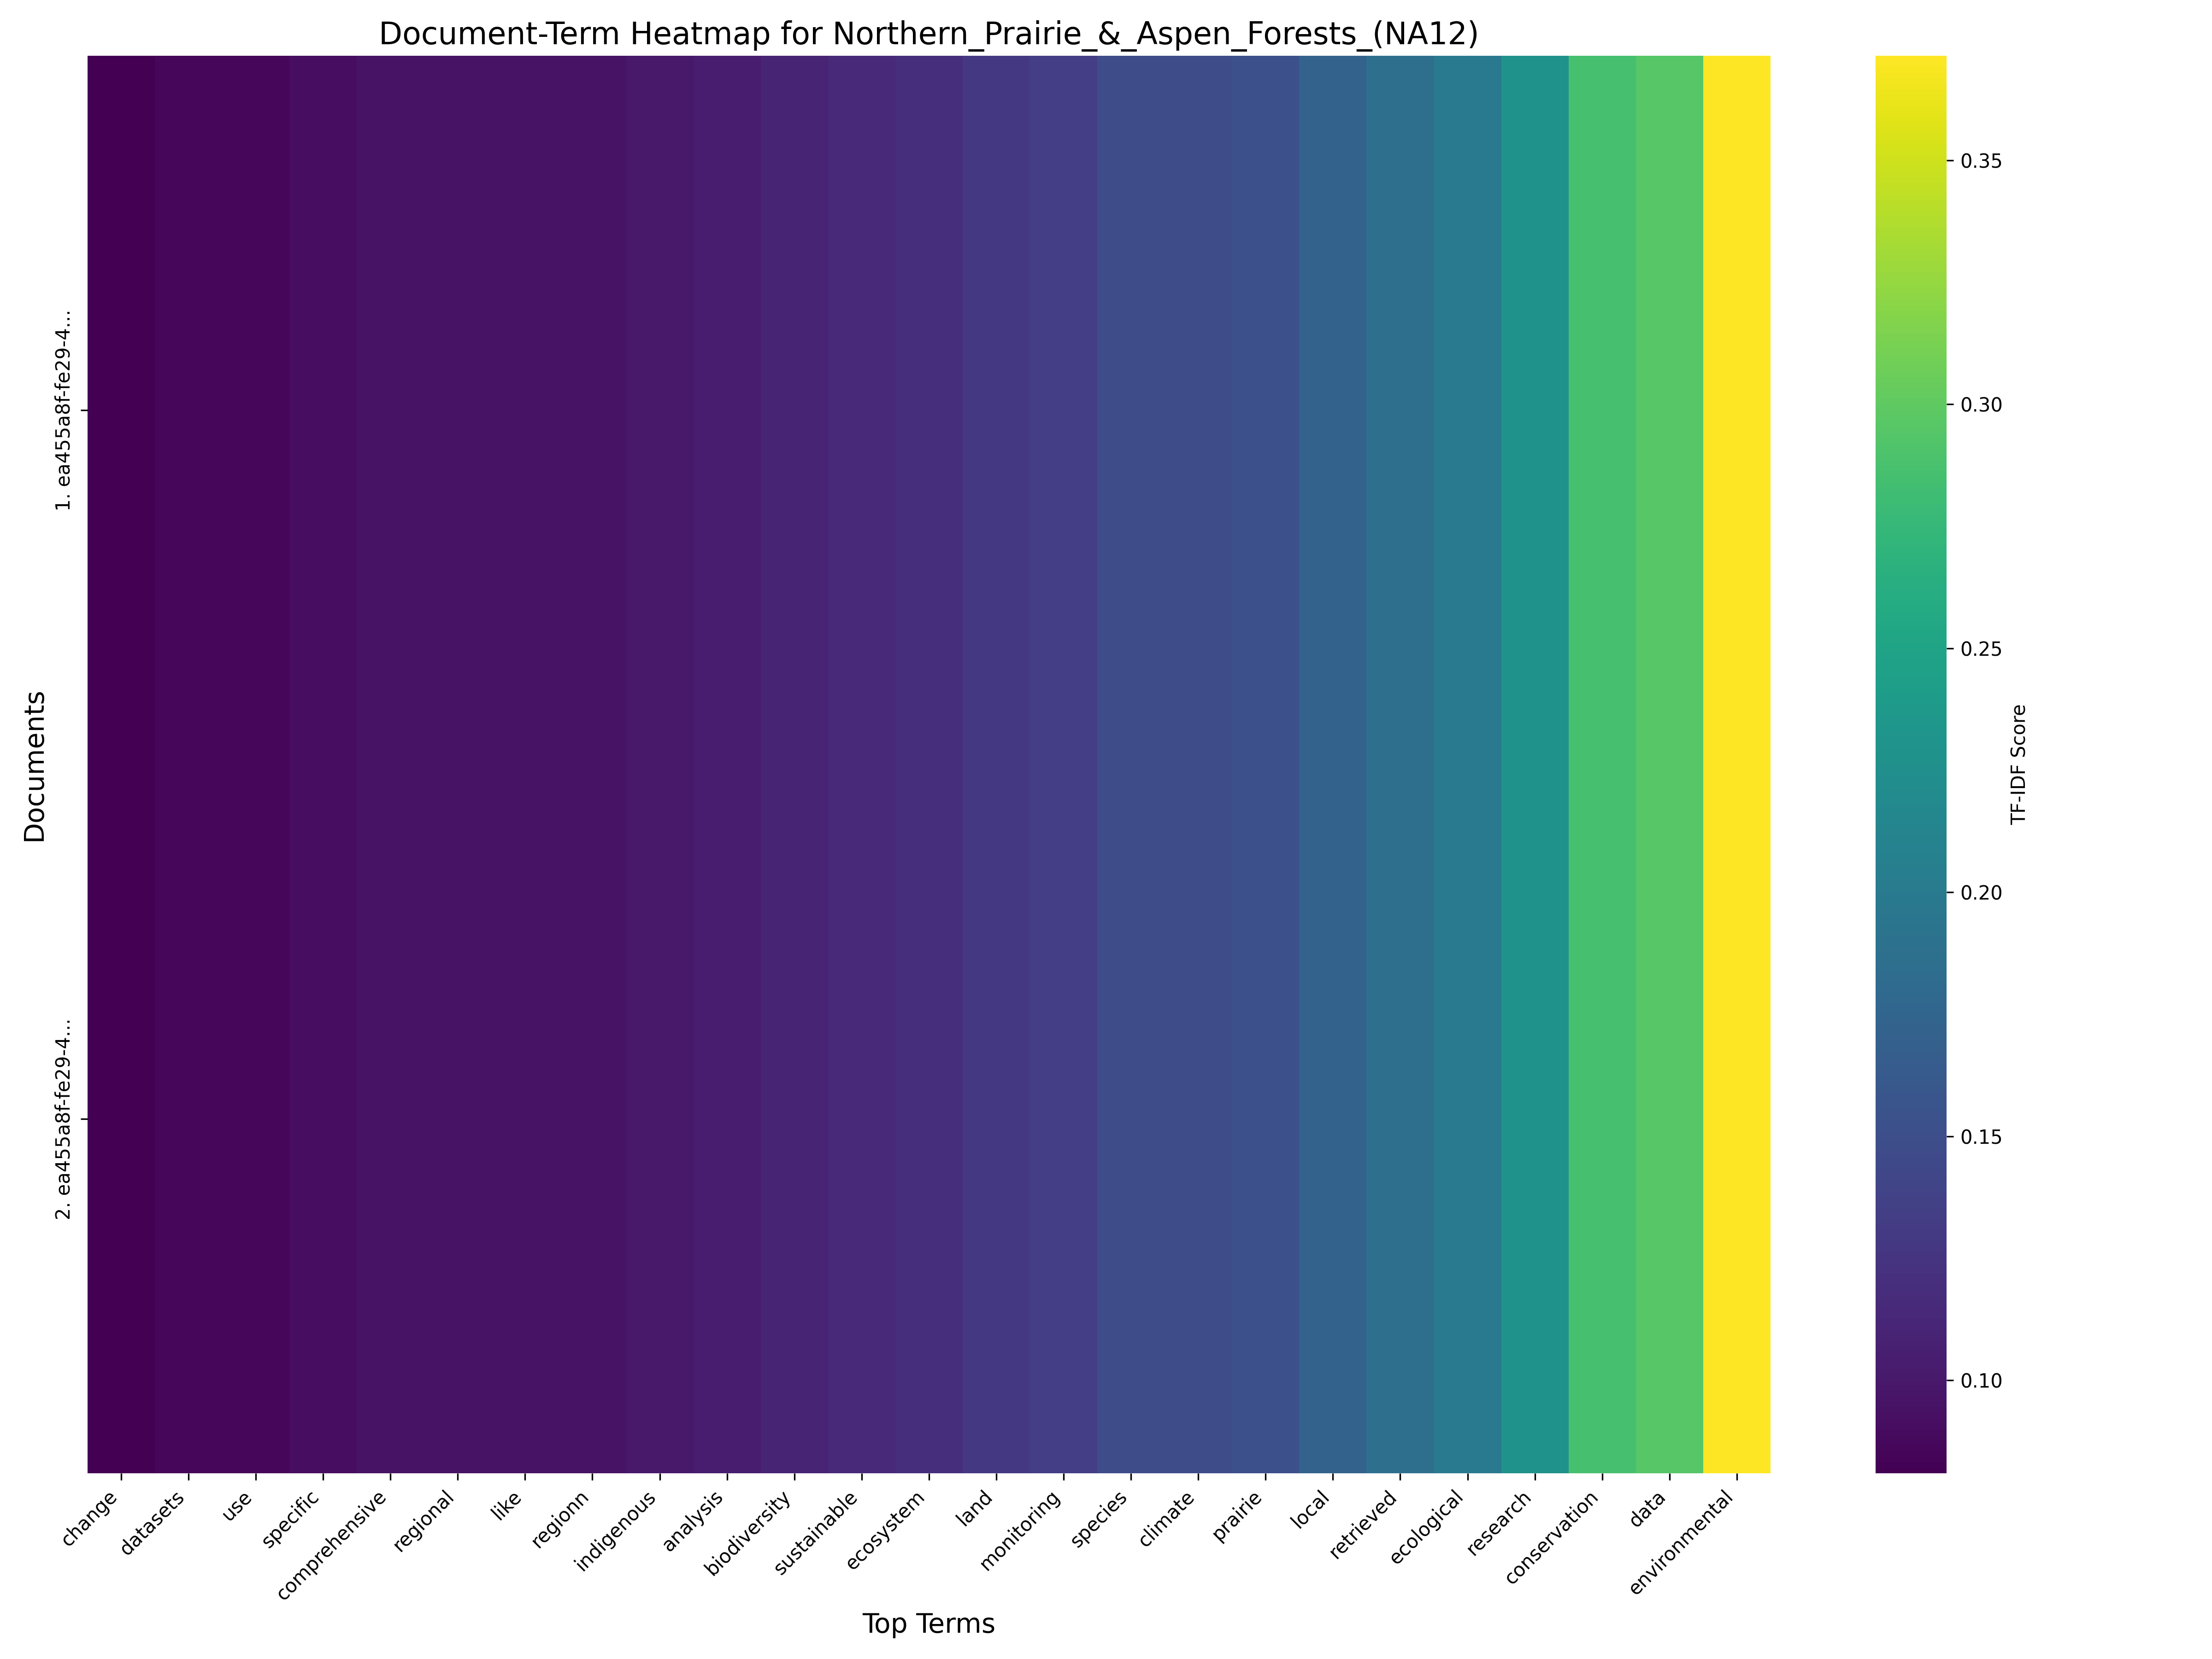 Document-Term Heatmap for Northern_Prairie_&_Aspen_Forests_(NA12)
Documents
1. ea455a8f-fe29-4...
2. ea455a8f-fe29-4...
change
datasets
use
specific
comprehensive
regional
like
regionn
indigenous
analysis
biodiversity
sustainable
ecosystem
land
monitoring
species
climate
prairie
local
retrieved
ecological
research
conservation
data
environmental
Top Terms
0.35
0.30
0.25
0.20
0.15
0.10
TF-IDF Score